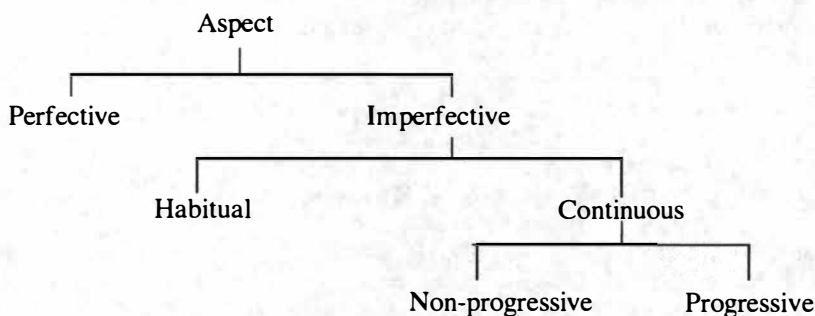 Aspect
Perfective Imperfective
Habitual Continuous
Non-progressive Progressive